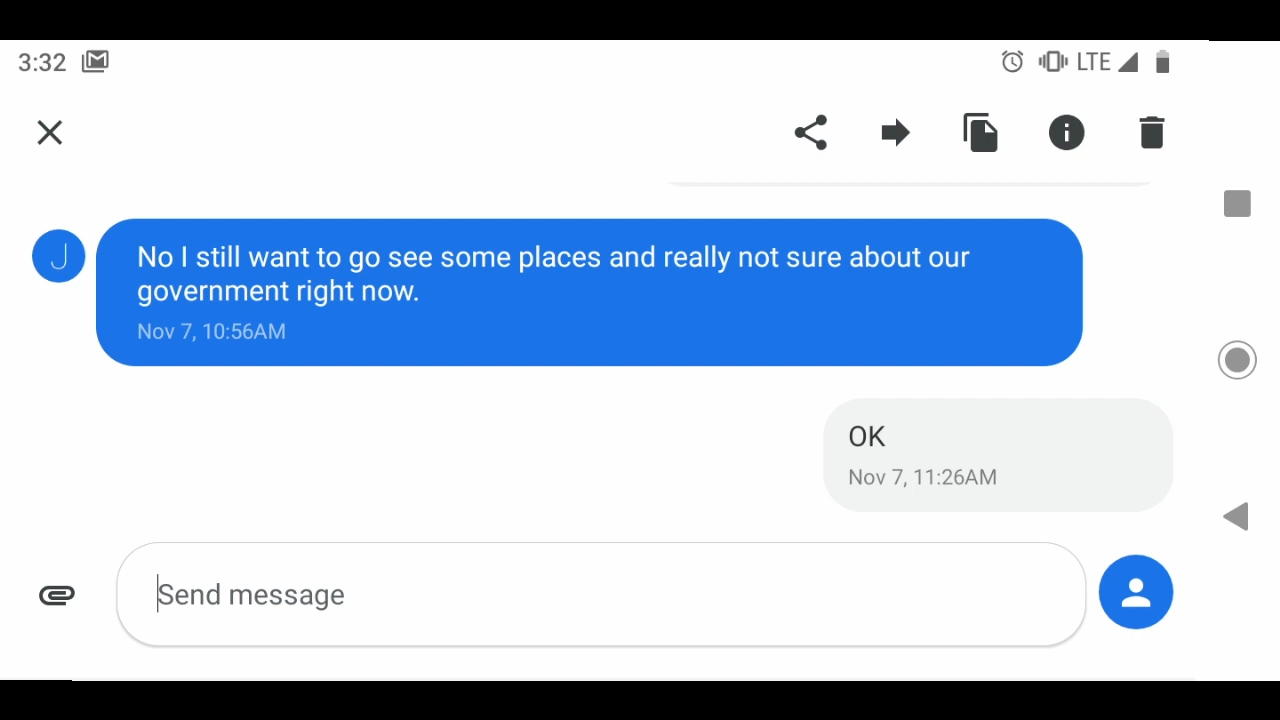 3:32
LTE
J
No I still want to go see some places and really not sure about our
government right now.
Nov 7, 10:56AM
OK
Nov 7, 11:26AM
Send message